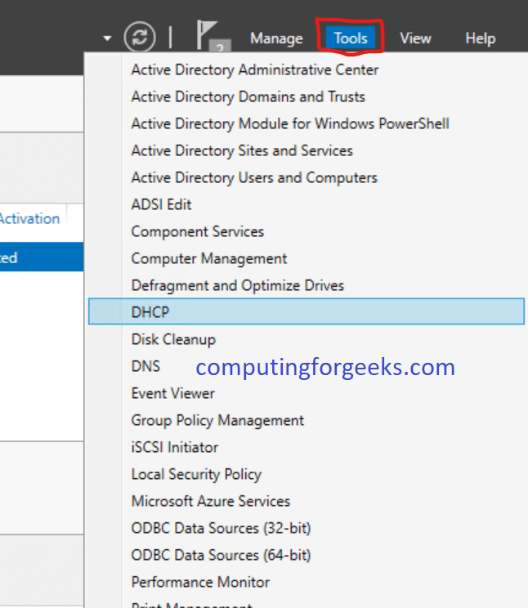 2
Manage Tools View Help
Active Directory Administrative Center
Active Directory Domains and Trusts
Active Directory Module for Windows PowerShell
Active Directory Sites and Services
Active Directory Users and Computers
ADSI Edit
Activation
Component Services
ted
Computer Management
Defragment and Optimize Drives
DHCP
Disk Cleanup
DNS
computingforgeeks.com
Event Viewer
Group Policy Management
iSCSI Initiator
Local Security Policy
Microsoft Azure Services
ODBC Data Sources (32-bit)
ODBC Data Sources (64-bit)
Performance Monitor
Print Management